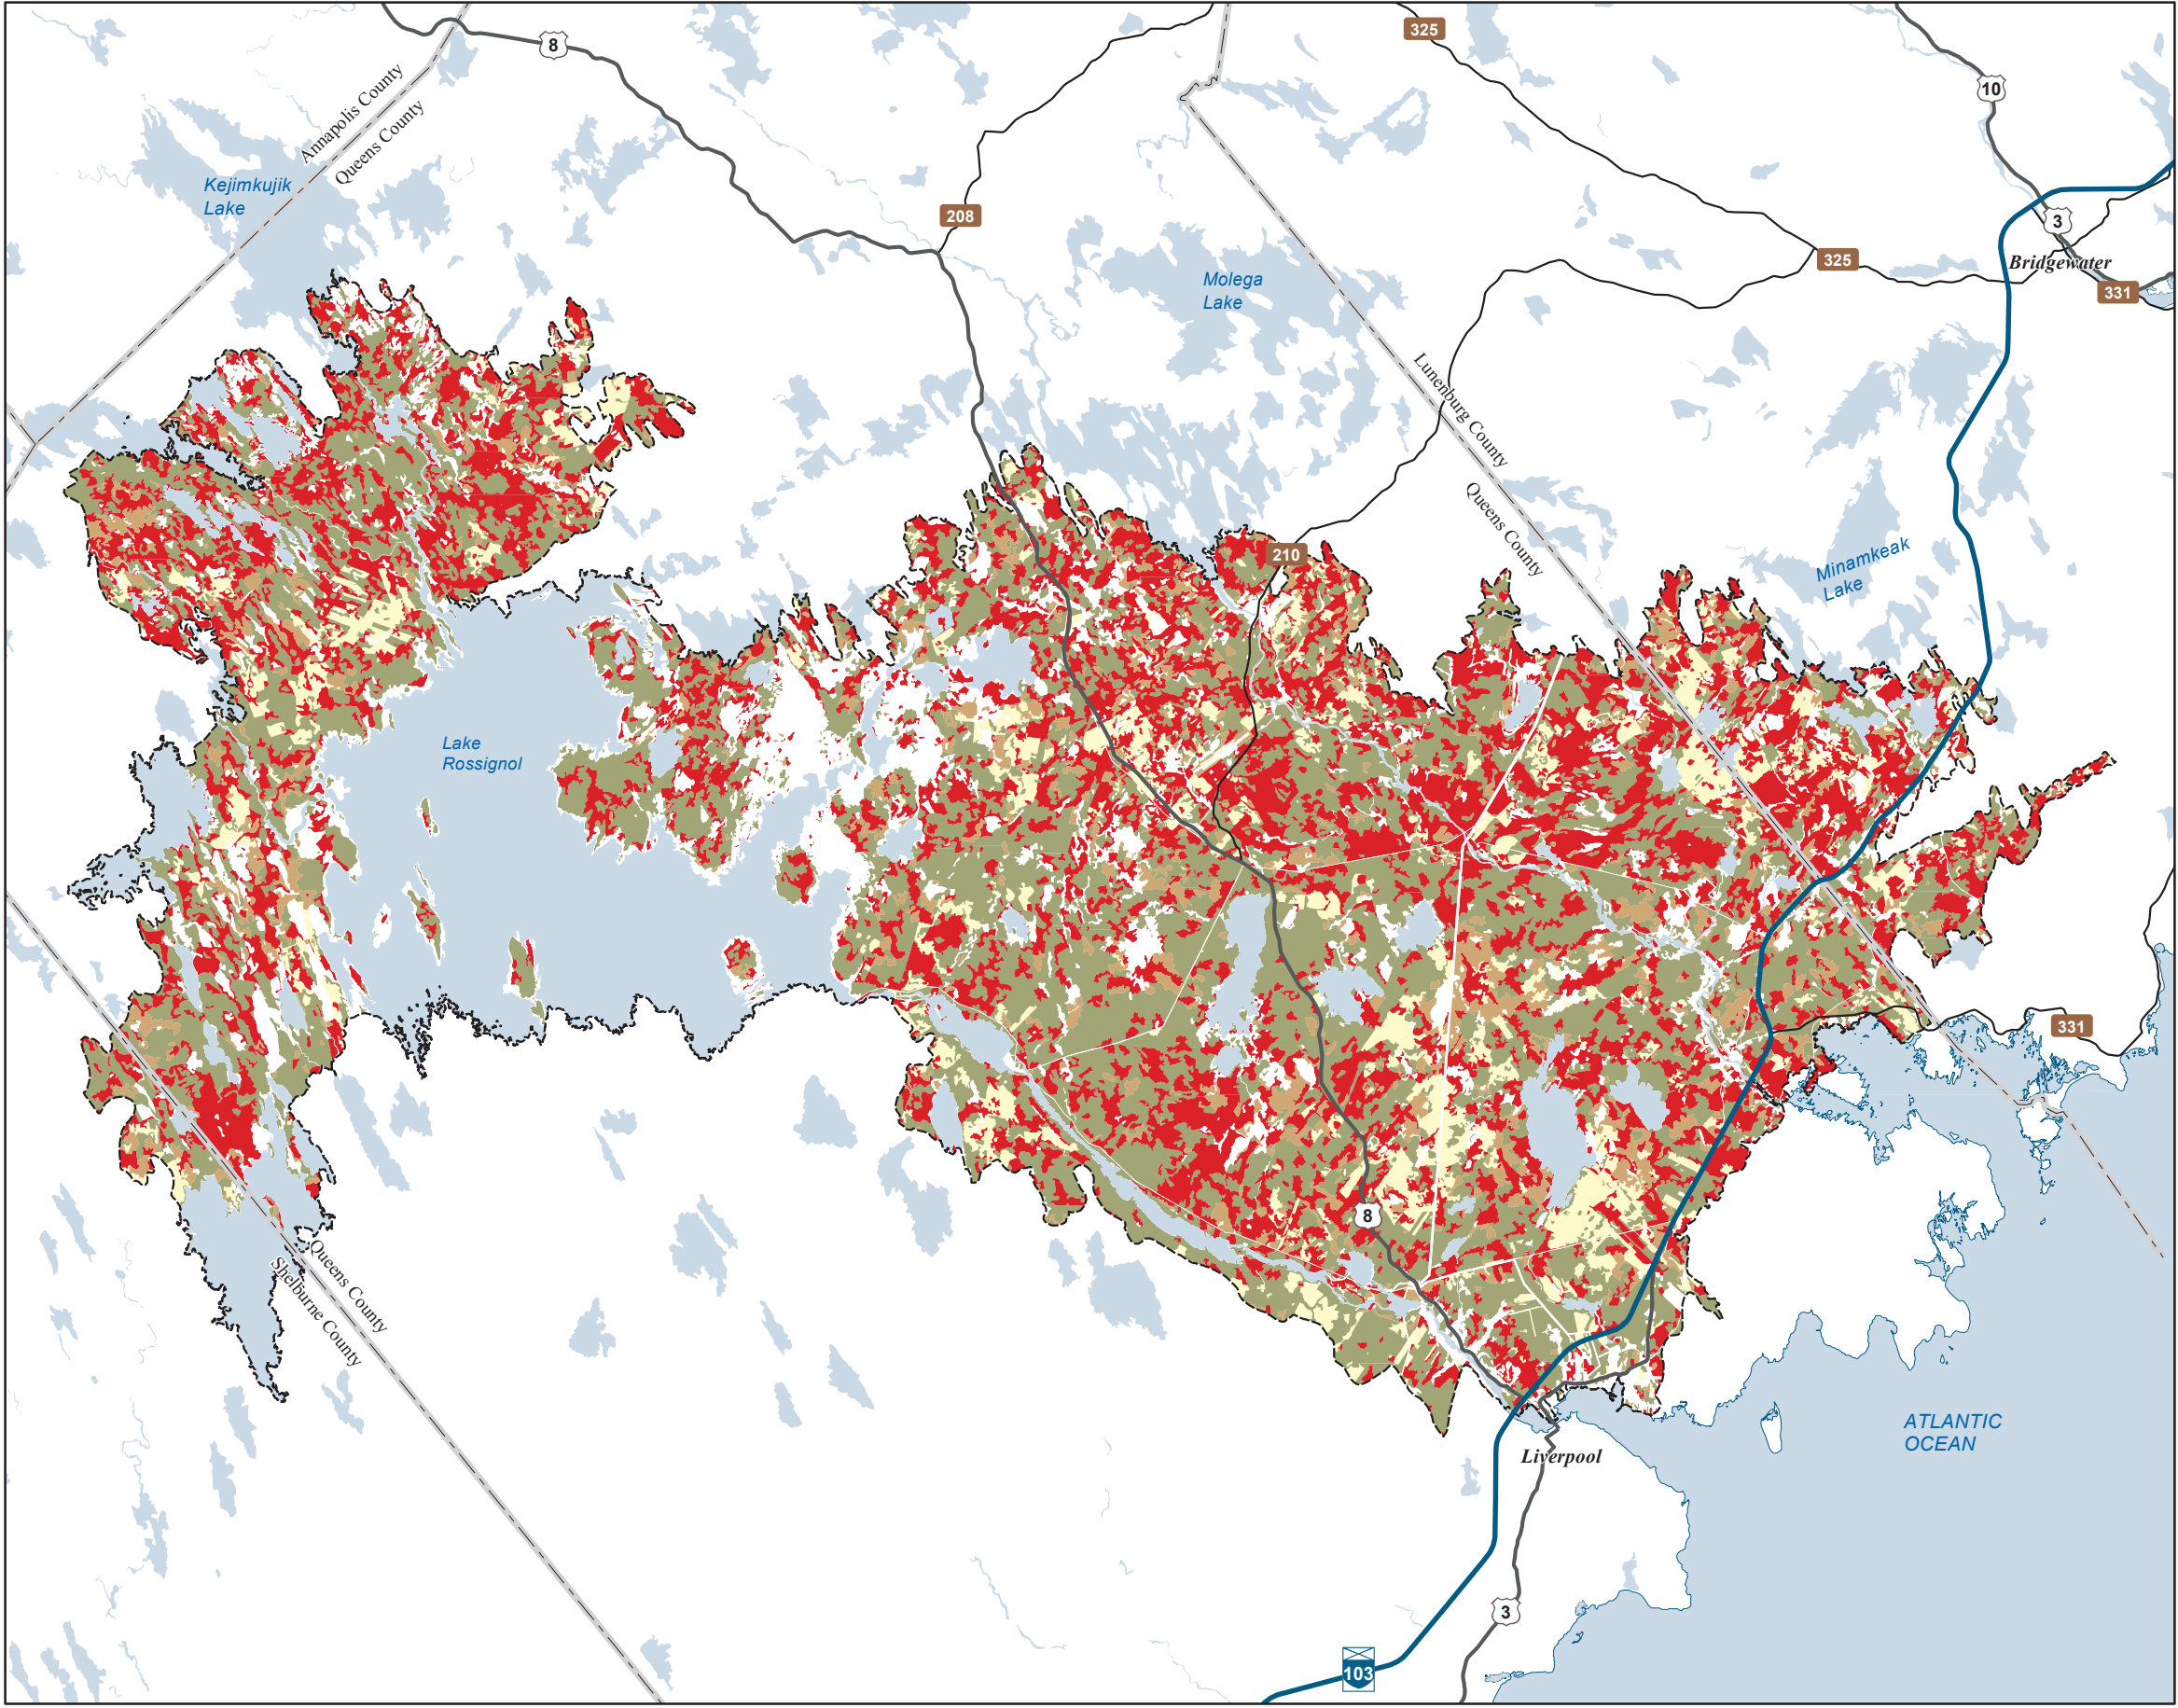 325
8
10
Annapolis County
Queens County
Kejimkujik
Lake
208
3
325
Bridgewater
331
Molega
Lake
Lunenburg County
Queens County
210
Minamkeak
Lake
Lake
Rossignol
331
8
Queens County
Shelburne County
ATLANTIC
OCEAN
Liverpool
3
103